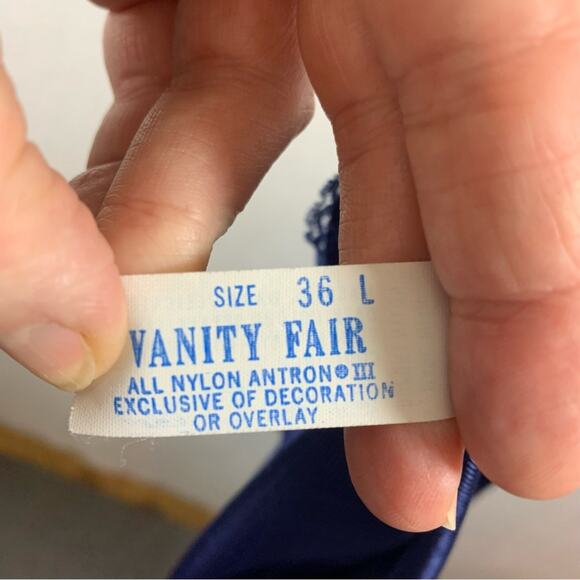 SIZE 36 L
VANITY FAIR
ALL NYLON ANTRON® III
EXCLUSIVE OF DECORATION
OR OVERLAY